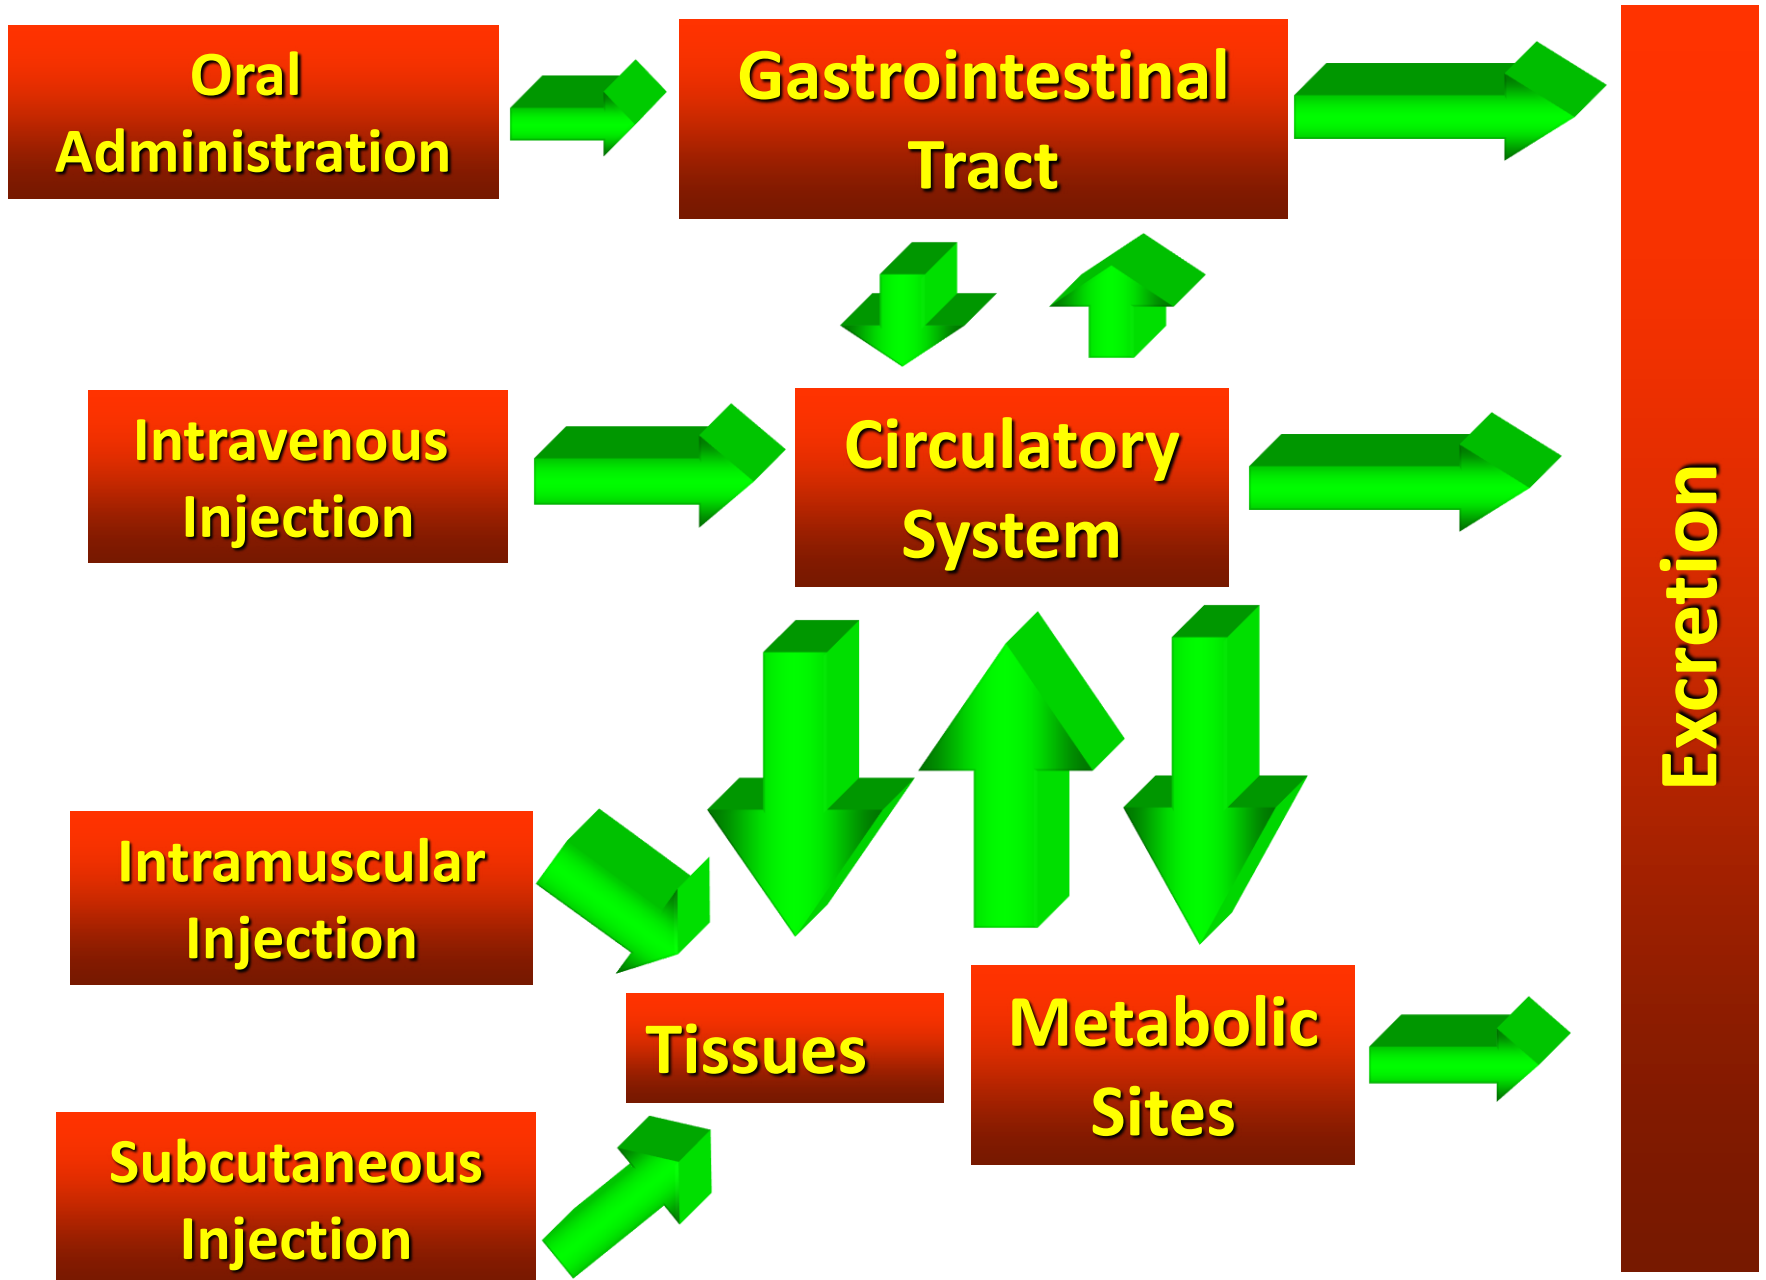 Oral
Administration
Gastrointestinal
Tract
Intravenous
Injection
Circulatory
System
Excretion
Intramuscular
Injection
Tissues
Metabolic
Sites
Subcutaneous
Injection